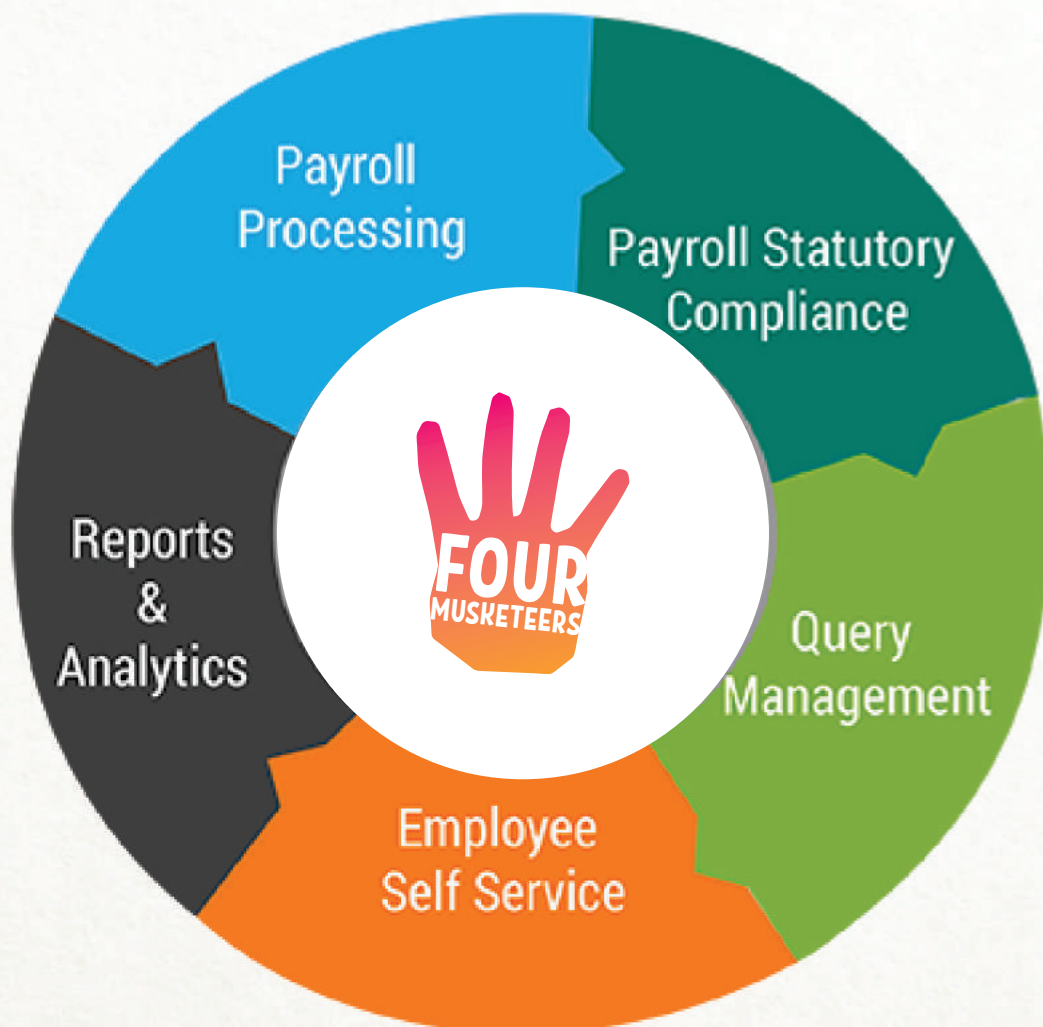 Payroll
Processing
Payroll Statutory
Compliance
Query
Management
Employee
Self Service
Reports
&
Analytics
FOUR
MUSKETEERS